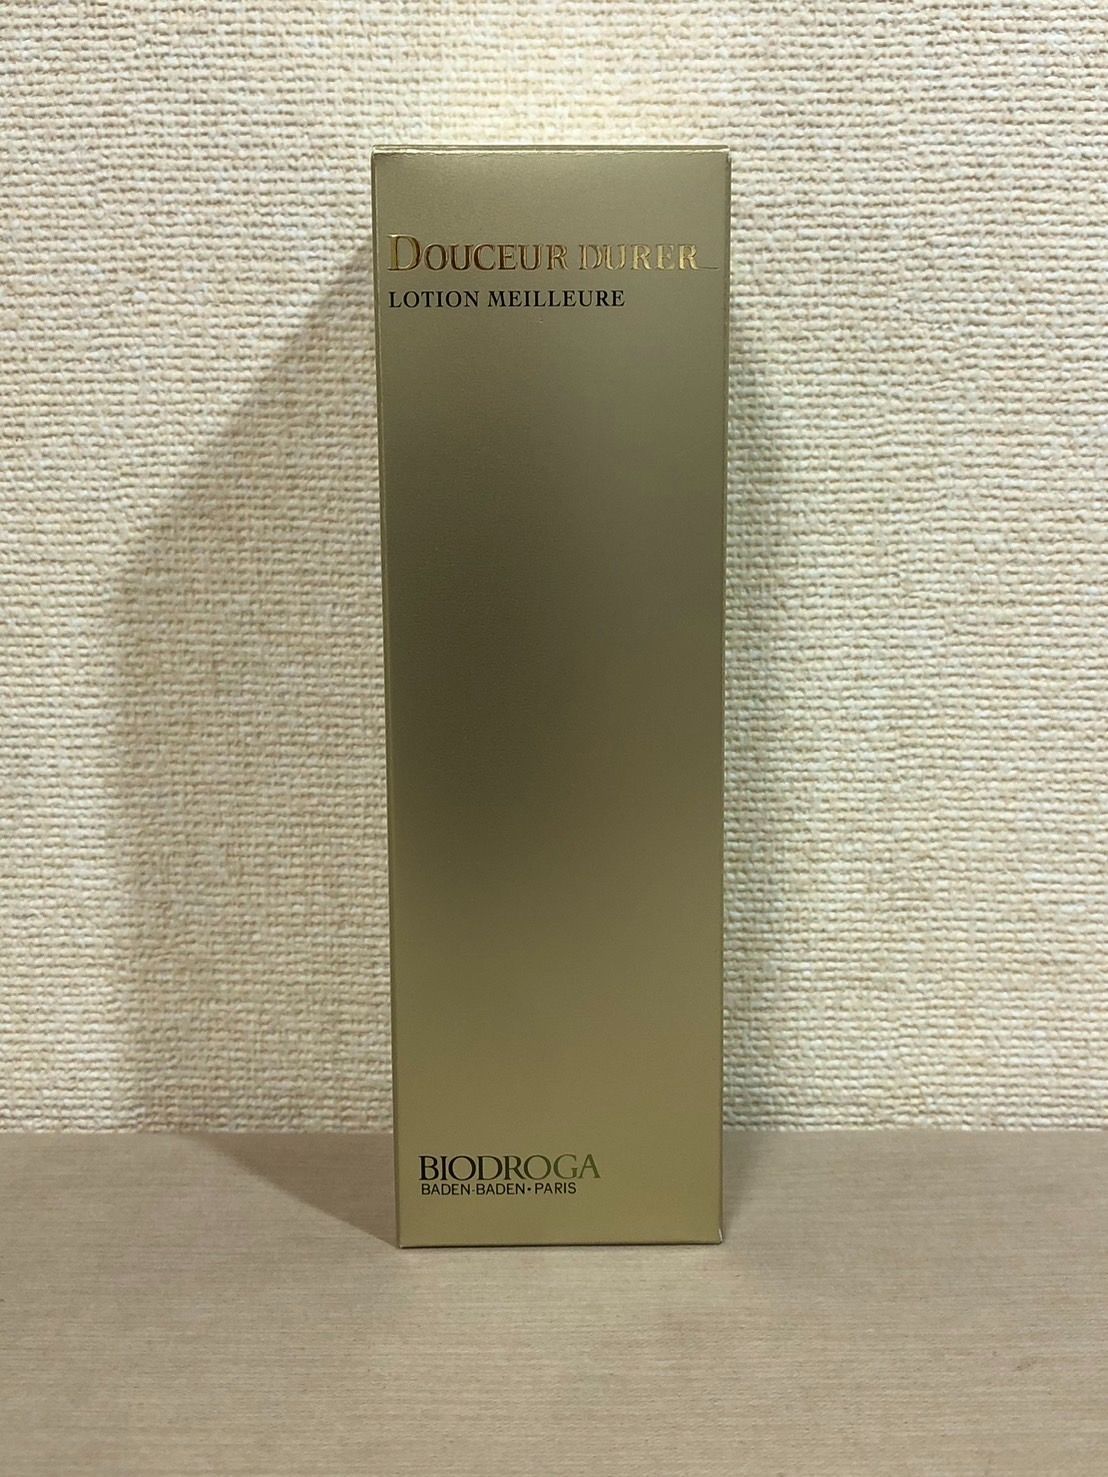 DOUCEUR DURER
LOTION MEILLEURE
BIODROGA
BADEN-BADEN • PARIS